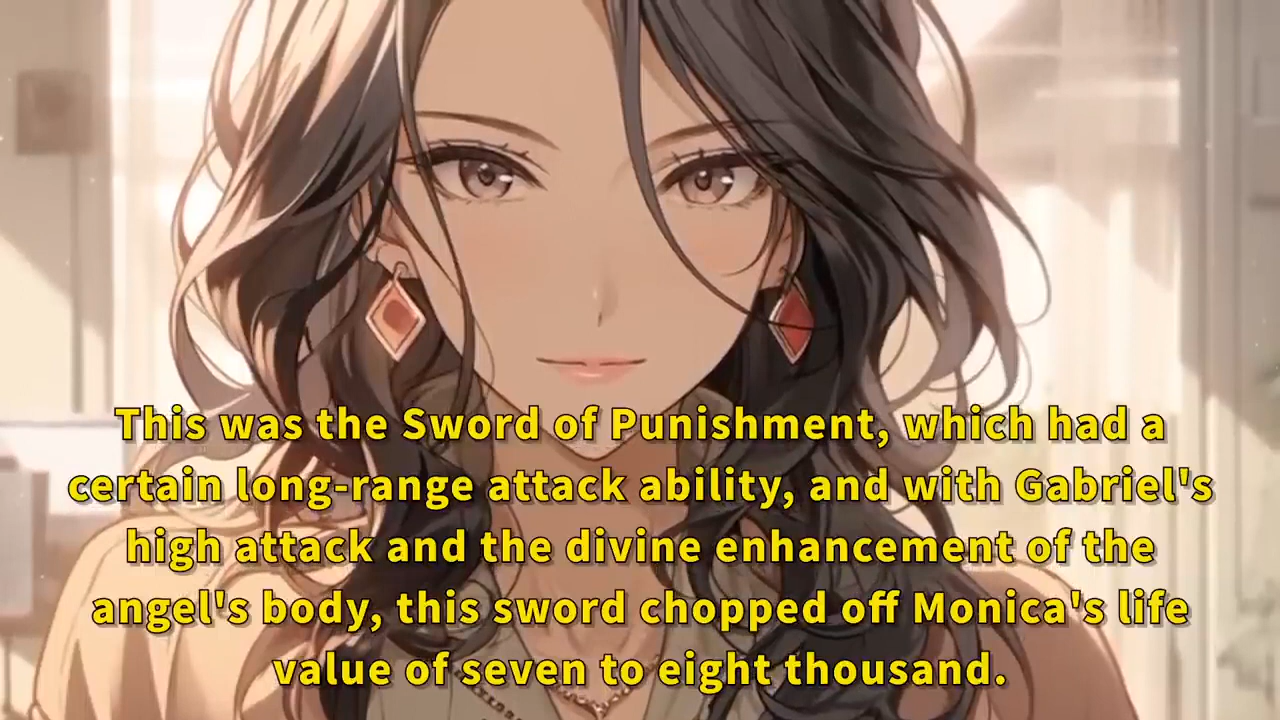 This was the Sword of Punishment, which had a
certain long-range attack ability, and with Gabriel's
high attack and the divine enhancement of the
angel's body, this sword chopped off Monica's life
value of seven to eight thousand.